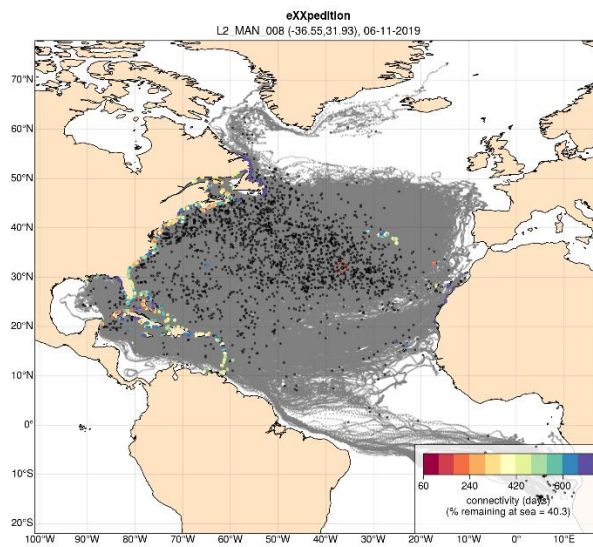 eXXpedition
L2_MAN_008 (-36.55,31.93), 06-11-2019
70°N
60°N
50°N
40°N
30°N
20°N
10°N
0°
10°S
20°S
60 240 420 600
connectivity (days)
(% remaining at sea = 40.3)
100°W 90°W 80°W 70°W 60°W 50°W 40°W 30°W 20°W 10°W 0° 10°E